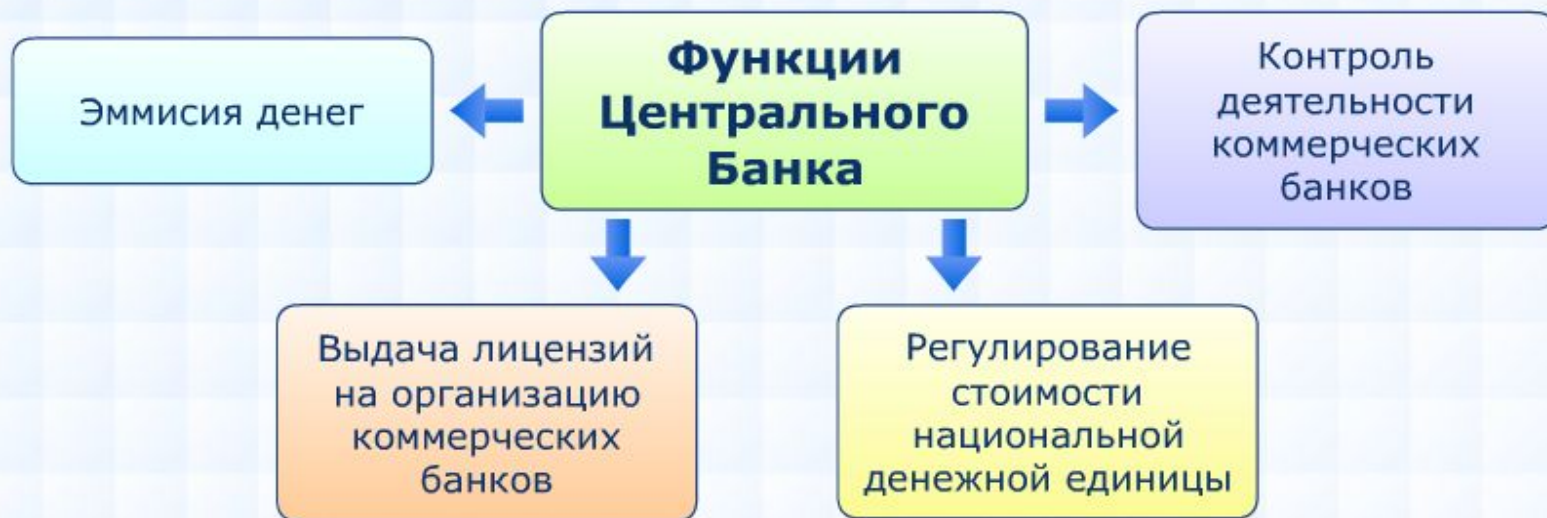 Функции
Центрального
Банка
Эммисия денег
Контроль
деятельности
коммерческих
банков
Выдача лицензий
на организацию
коммерческих
банков
Регулирование
стоимости
национальной
денежной единицы